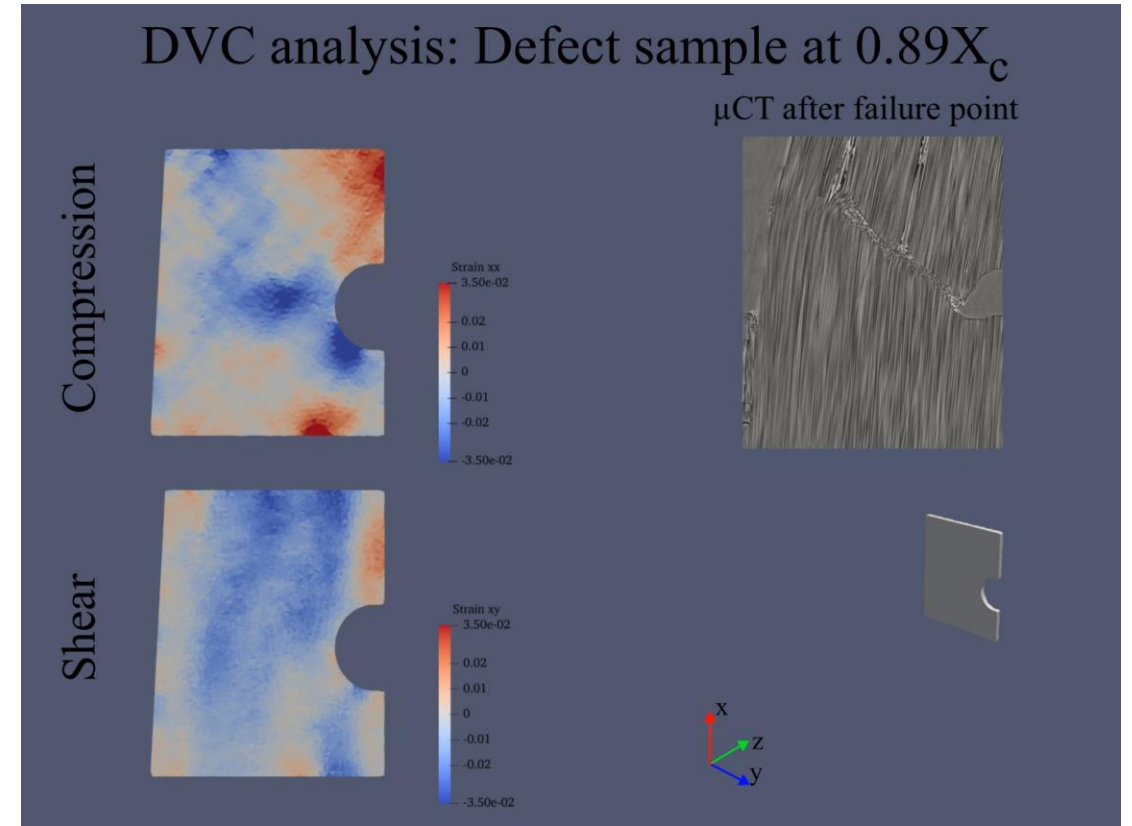 DVC analysis: Defect sample at 0.89Xc
µCT after failure point
Compression
Strain xx
3.50e-02
0.02
0.01
0
-0.01
-0.02
-3.50e-02
Shear
Strain xy
3.50e-02
0.02
0.01
0
-0.01
-0.02
-3.50e-02
x
z
y